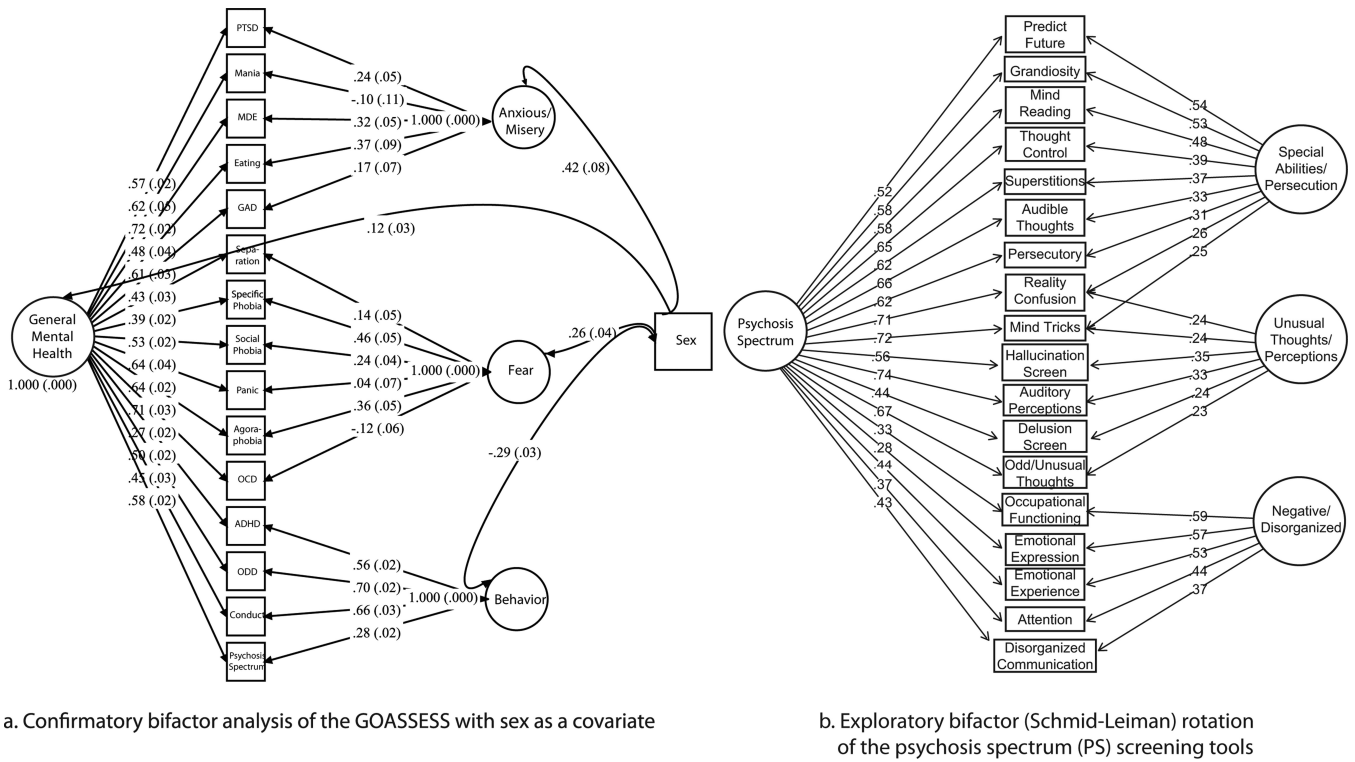 PTSD
Mania
MDE
Eating
GAD
Sepa-
ration
Specific
Phobia
Social
Phobia
Panic
Agora-
phobia
OCD
ADHD
ODD
Conduct
Psychosis
Spectrum
General
Mental
Health
1.000 (.000)
.57 (.02)
.62 (.05)
.72 (.02)
.48 (.04)
.61 (.03)
.43 (.03)
.39 (.02)
.53 (.02)
.64 (.04)
.64 (.02)
.71 (.03)
.27 (.02)
.50 (.02)
.45 (.03)
.58 (.02)
.24 (.05)
-.10 (.11)
.32 (.05)
.37 (.09)
.17 (.07)
1.000 (.000)
Anxious/
Misery
.42 (.08)
.12 (.03)
.14 (.05)
.46 (.05)
.24 (.04)
.04 (.07)
.36 (.05)
-.12 (.06)
1.000 (.000)
Fear
.26 (.04)
Sex
-.29 (.03)
.56 (.02)
.70 (.02)
.66 (.03)
.28 (.02)
1.000 (.000)
Behavior
a. Confirmatory bifactor analysis of the GOASSESS with sex as a covariate
Psychosis
Spectrum
.52
.58
.58
.65
.62
.66
.62
.71
.72
.56
.74
.44
.67
.33
.28
.44
.37
.43
Predict
Future
Grandiosity
Mind
Reading
Thought
Control
Superstitions
Audible
Thoughts
Persecutory
Reality
Confusion
Mind Tricks
Hallucination
Screen
Auditory
Perceptions
Delusion
Screen
Odd/Unusual
Thoughts
Occupational
Functioning
Emotional
Expression
Emotional
Experience
Attention
Disorganized
Communication
.54
.53
.48
.39
.37
.33
.31
.26
.25
Special
Abilities/
Persecution
.24
.24
.35
.33
.24
.23
Unusual
Thoughts/
Perceptions
.59
.57
.53
.44
.37
Negative/
Disorganized
b. Exploratory bifactor (Schmid-Leiman) rotation
of the psychosis spectrum (PS) screening tools